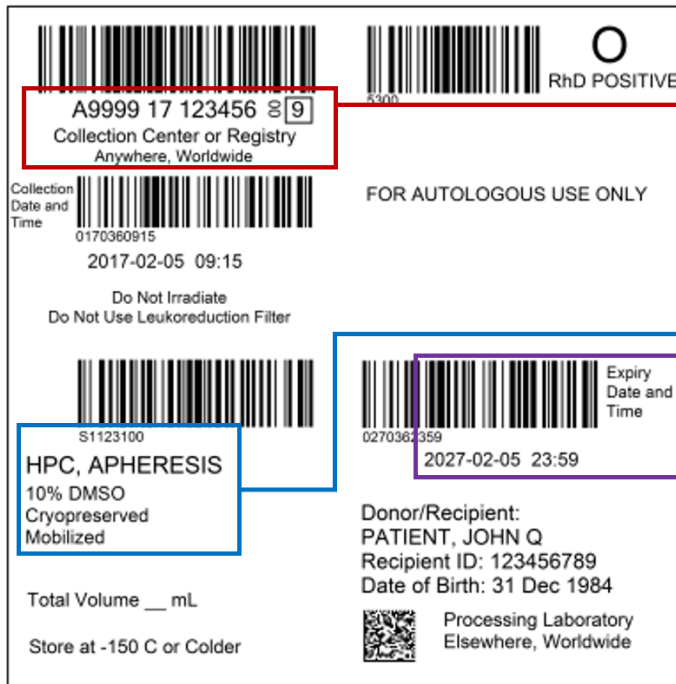 O
RhD POSITIVE
5300
A9999 17 123456 00 9
Collection Center or Registry
Anywhere, Worldwide
Collection
Date and
Time
0170360915
2017-02-05 09:15
FOR AUTOLOGOUS USE ONLY
Do Not Irradiate
Do Not Use Leukoreduction Filter
S1123100
HPC, APHERESIS
10% DMSO
Cryopreserved
Mobilized
Total Volume __ mL
Store at -150 C or Colder
Expiry
Date and
Time
0270362359
2027-02-05 23:59
Donor/Recipient:
PATIENT, JOHN Q
Recipient ID: 123456789
Date of Birth: 31 Dec 1984
Processing Laboratory
Elsewhere, Worldwide